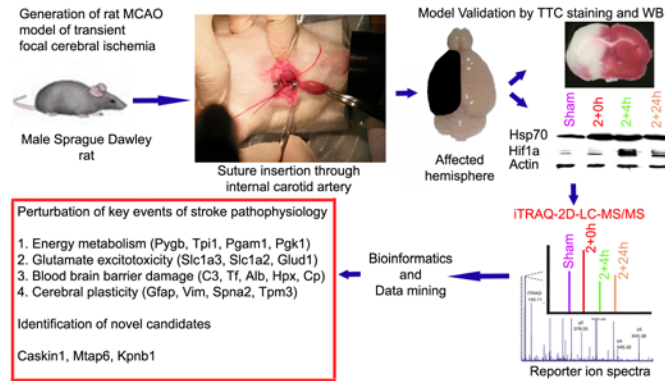 Generation of rat MCAO
model of transient
focal cerebral ischemia
Male Sprague Dawley
rat
Suture insertion through
internal carotid artery
Model Validation by TTC staining and WB
Affected
hemisphere
Sham
2+0h
2+4h
2+24h
Hsp70
Hif1a
Actin
iTRAQ-2D-LC-MS/MS
Sham
2+0h
2+4h
2+24h
iTRAQ
Reporter ion spectra
Bioinformatics
and
Data mining
Perturbation of key events of stroke pathophysiology
1. Energy metabolism (Pygb, Tpi1, Pgam1, Pgk1)
2. Glutamate excitotoxicity (Slc1a3, Slc1a2, Glud1)
3. Blood brain barrier damage (C3, Tf, Alb, Hpx, Cp)
4. Cerebral plasticity (Gfap, Vim, Spna2, Tpm3)
Identification of novel candidates
Caskin1, Mtap6, Kpnb1